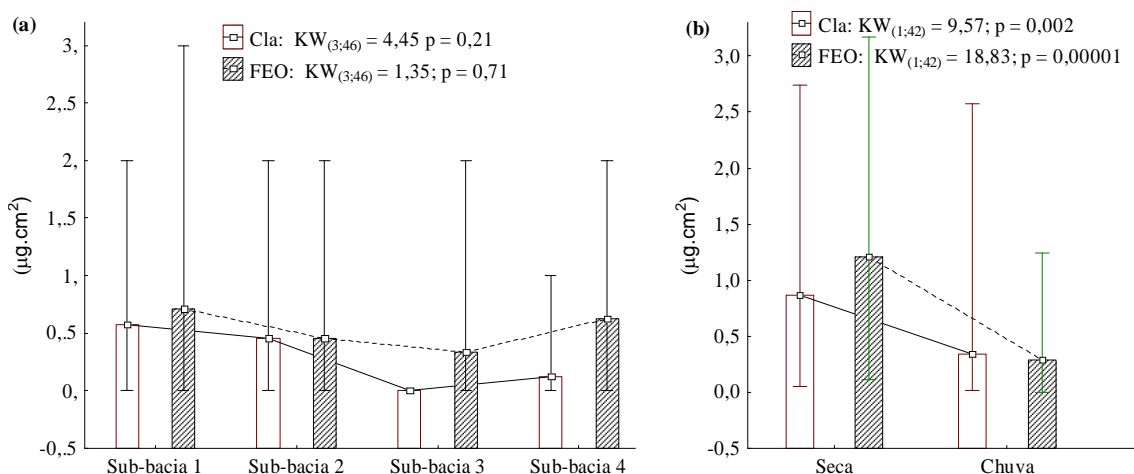 (a)
Cla: KW(3;46) = 4,45 p = 0,21
FEO: KW(3;46) = 1,35; p = 0,71
3,
2,5
2,
1,5
1,
0,5
0,
-0,5
(µg.cm²)
Sub-bacia 1 Sub-bacia 2 Sub-bacia 3 Sub-bacia 4
(b)
Cla: KW(1;42) = 9,57; p = 0,002
FEO: KW(1;42) = 18,83; p = 0,00001
3,0
2,5
2,0
1,5
1,0
0,5
0,0
-0,5
(µg.cm²)
Seca Chuva